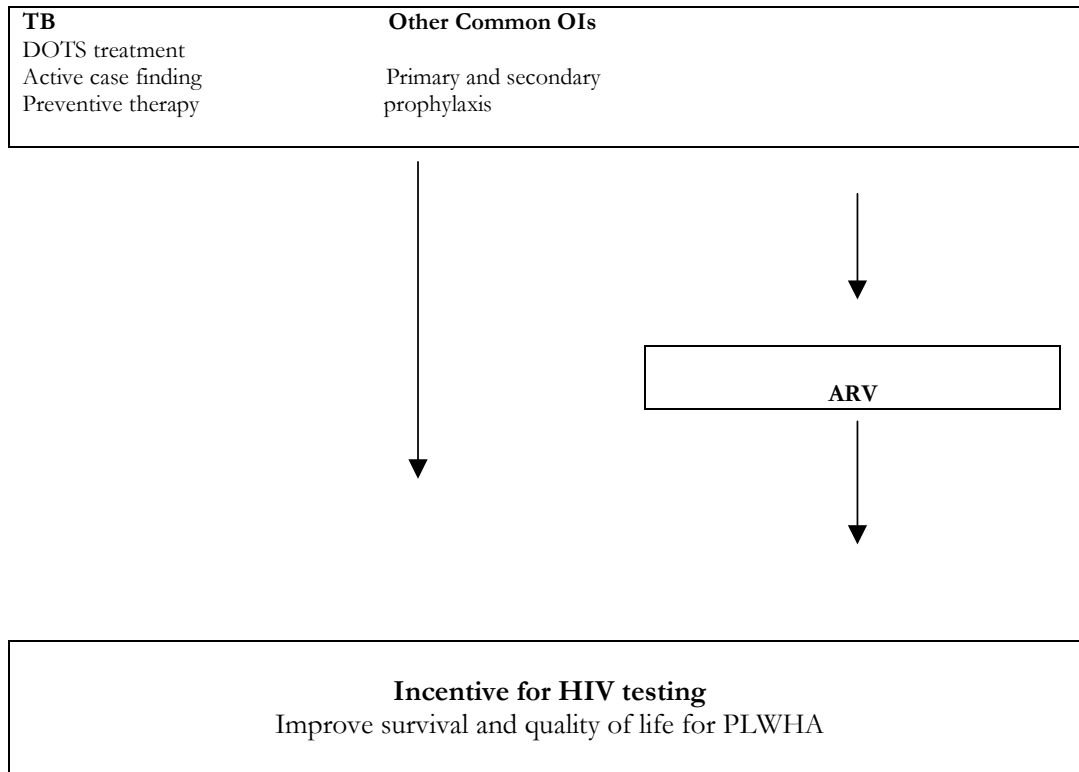 TB Other Common OIs
DOTS treatment
Active case finding Primary and secondary
Preventive therapy prophylaxis
ARV
Incentive for HIV testing
Improve survival and quality of life for PLWHA